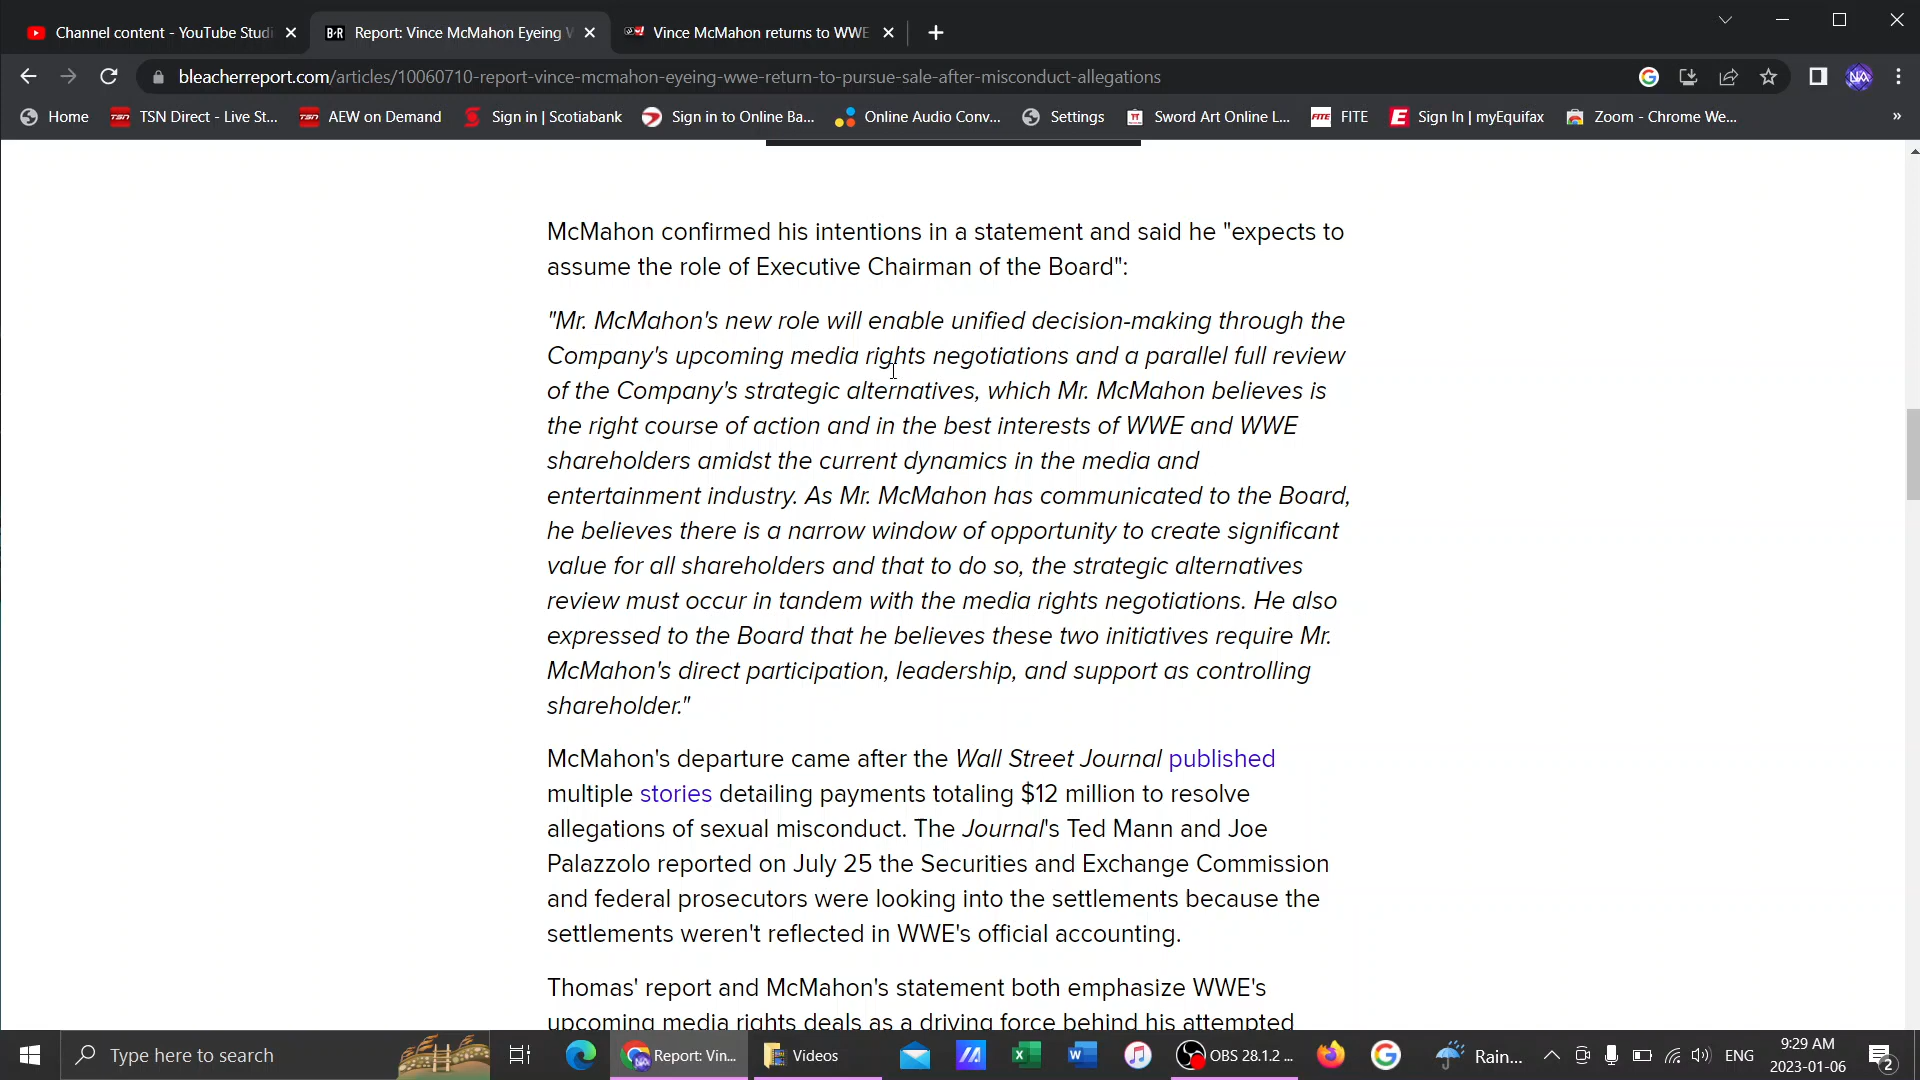 Channel content - YouTube Studi
B/R Report: Vince McMahon Eyeing W
Vince McMahon returns to WWE
bleacherreport.com/articles/10060710-report-vince-mcmahon-eyeing-wwe-return-to-pursue-sale-after-misconduct-allegations
NA
Home
TSN TSN Direct - Live St...
TSN AEW on Demand
Sign in | Scotiabank
Sign in to Online Ba...
Online Audio Conv...
Settings
Sword Art Online L...
FITE FITE
E Sign In | myEquifax
Zoom - Chrome We...
»
McMahon confirmed his intentions in a statement and said he "expects to
assume the role of Executive Chairman of the Board":
"Mr. McMahon's new role will enable unified decision-making through the
Company's upcoming media rights negotiations and a parallel full review
of the Company's strategic alternatives, which Mr. McMahon believes is
the right course of action and in the best interests of WWE and WWE
shareholders amidst the current dynamics in the media and
entertainment industry. As Mr. McMahon has communicated to the Board,
he believes there is a narrow window of opportunity to create significant
value for all shareholders and that to do so, the strategic alternatives
review must occur in tandem with the media rights negotiations. He also
expressed to the Board that he believes these two initiatives require Mr.
McMahon's direct participation, leadership, and support as controlling
shareholder."
McMahon's departure came after the Wall Street Journal published
multiple stories detailing payments totaling $12 million to resolve
allegations of sexual misconduct. The Journal's Ted Mann and Joe
Palazzolo reported on July 25 the Securities and Exchange Commission
and federal prosecutors were looking into the settlements because the
settlements weren't reflected in WWE's official accounting.
Thomas' report and McMahon's statement both emphasize WWE's
upcoming media rights deals as a driving force behind his attempted
Type here to search
Report: Vin...
Videos
OBS 28.1.2 ...
Rain...
ENG
9:29 AM
2023-01-06
2